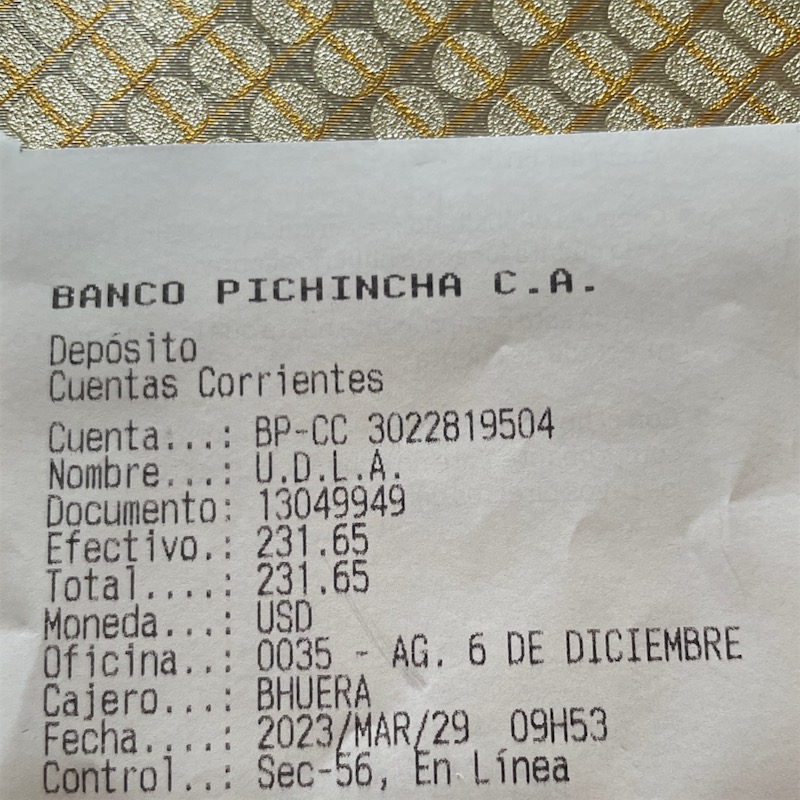 BANCO PICHINCHA C.A.
Depósito
Cuentas Corrientes
Cuenta...: BP-CC 3022819504
Nombre...: U.D.L.A.
Documento: 13049949
Efectivo.: 231.65
Total....: 231.65
Moneda...: USD
Oficina..: 0035 - AG. 6 DE DICIEMBRE
Cajero...: BHUERA
Fecha....: 2023/MAR/29 09H53
Control..: Sec-56, En Línea